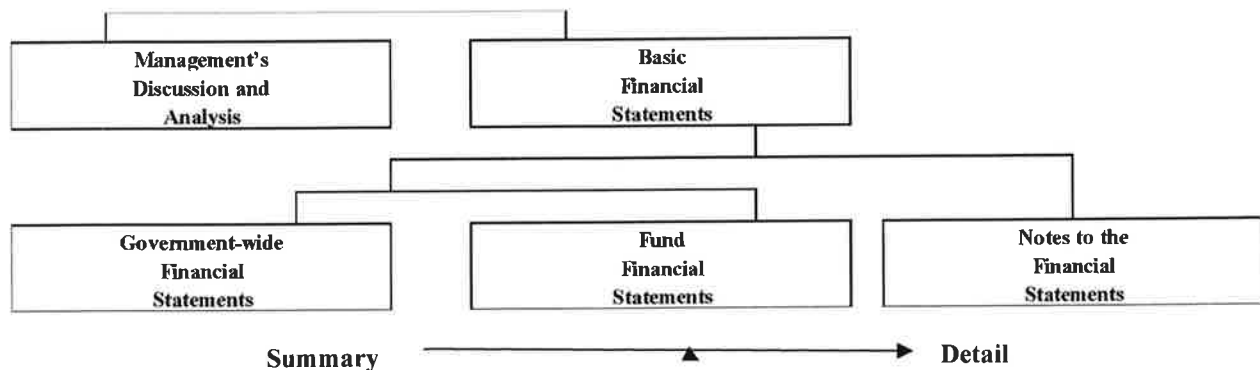 Management's
Discussion and
Analysis
Basic
Financial
Statements
Government-wide
Financial
Statements
Fund
Financial
Statements
Notes to the
Financial
Statements
Summary
Detail